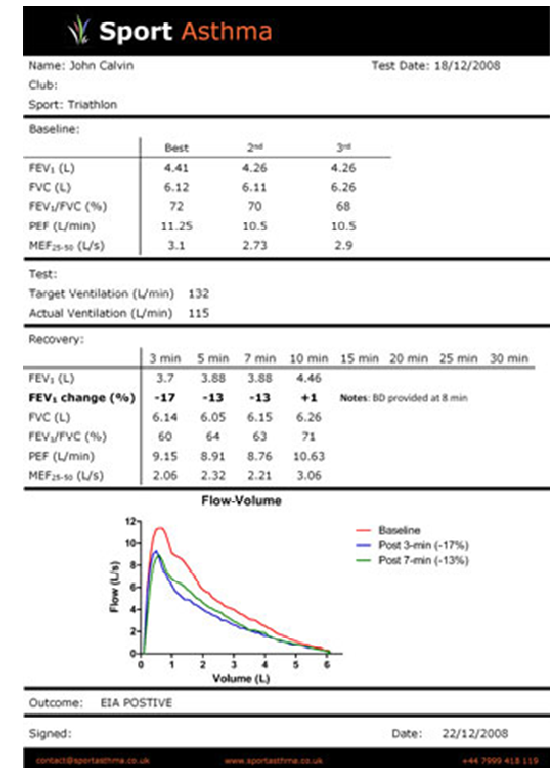 Sport Asthma
Name: John Calvin Test Date: 18/12/2008
Club:
Sport: Triathlon
Baseline:
Best 2nd 3rd
FEV₁ (L) 4.41 4.26 4.26
FVC (L) 6.12 6.11 6.26
FEV₁/FVC (%) 72 70 68
PEF (L/min) 11.25 10.5 10.5
MEF₂₅-₅₀ (L/s) 3.1 2.73 2.9
Test:
Target Ventilation (L/min) 132
Actual Ventilation (L/min) 115
Recovery:
3 min 5 min 7 min 10 min 15 min 20 min 25 min 30 min
FEV₁ (L) 3.7 3.88 3.88 4.46
FEV₁ change (%) -17 -13 -13 +1 Notes: BD provided at 8 min
FVC (L) 6.14 6.05 6.15 6.26
FEV₁/FVC (%) 60 64 63 71
PEF (L/min) 9.15 8.91 8.76 10.63
MEF₂₅-₅₀ (L/s) 2.06 2.32 2.21 3.06
Flow-Volume
Flow (L/s)
12
10
8
6
4
2
0
0 1 2 3 4 5 6
Volume (L)
Baseline
Post 3-min (-17%)
Post 7-min (-13%)
Outcome: EIA POSTIVE
Signed: Date: 22/12/2008
contact@sportasthma.co.uk www.sportasthma.co.uk +44 7999 418 119